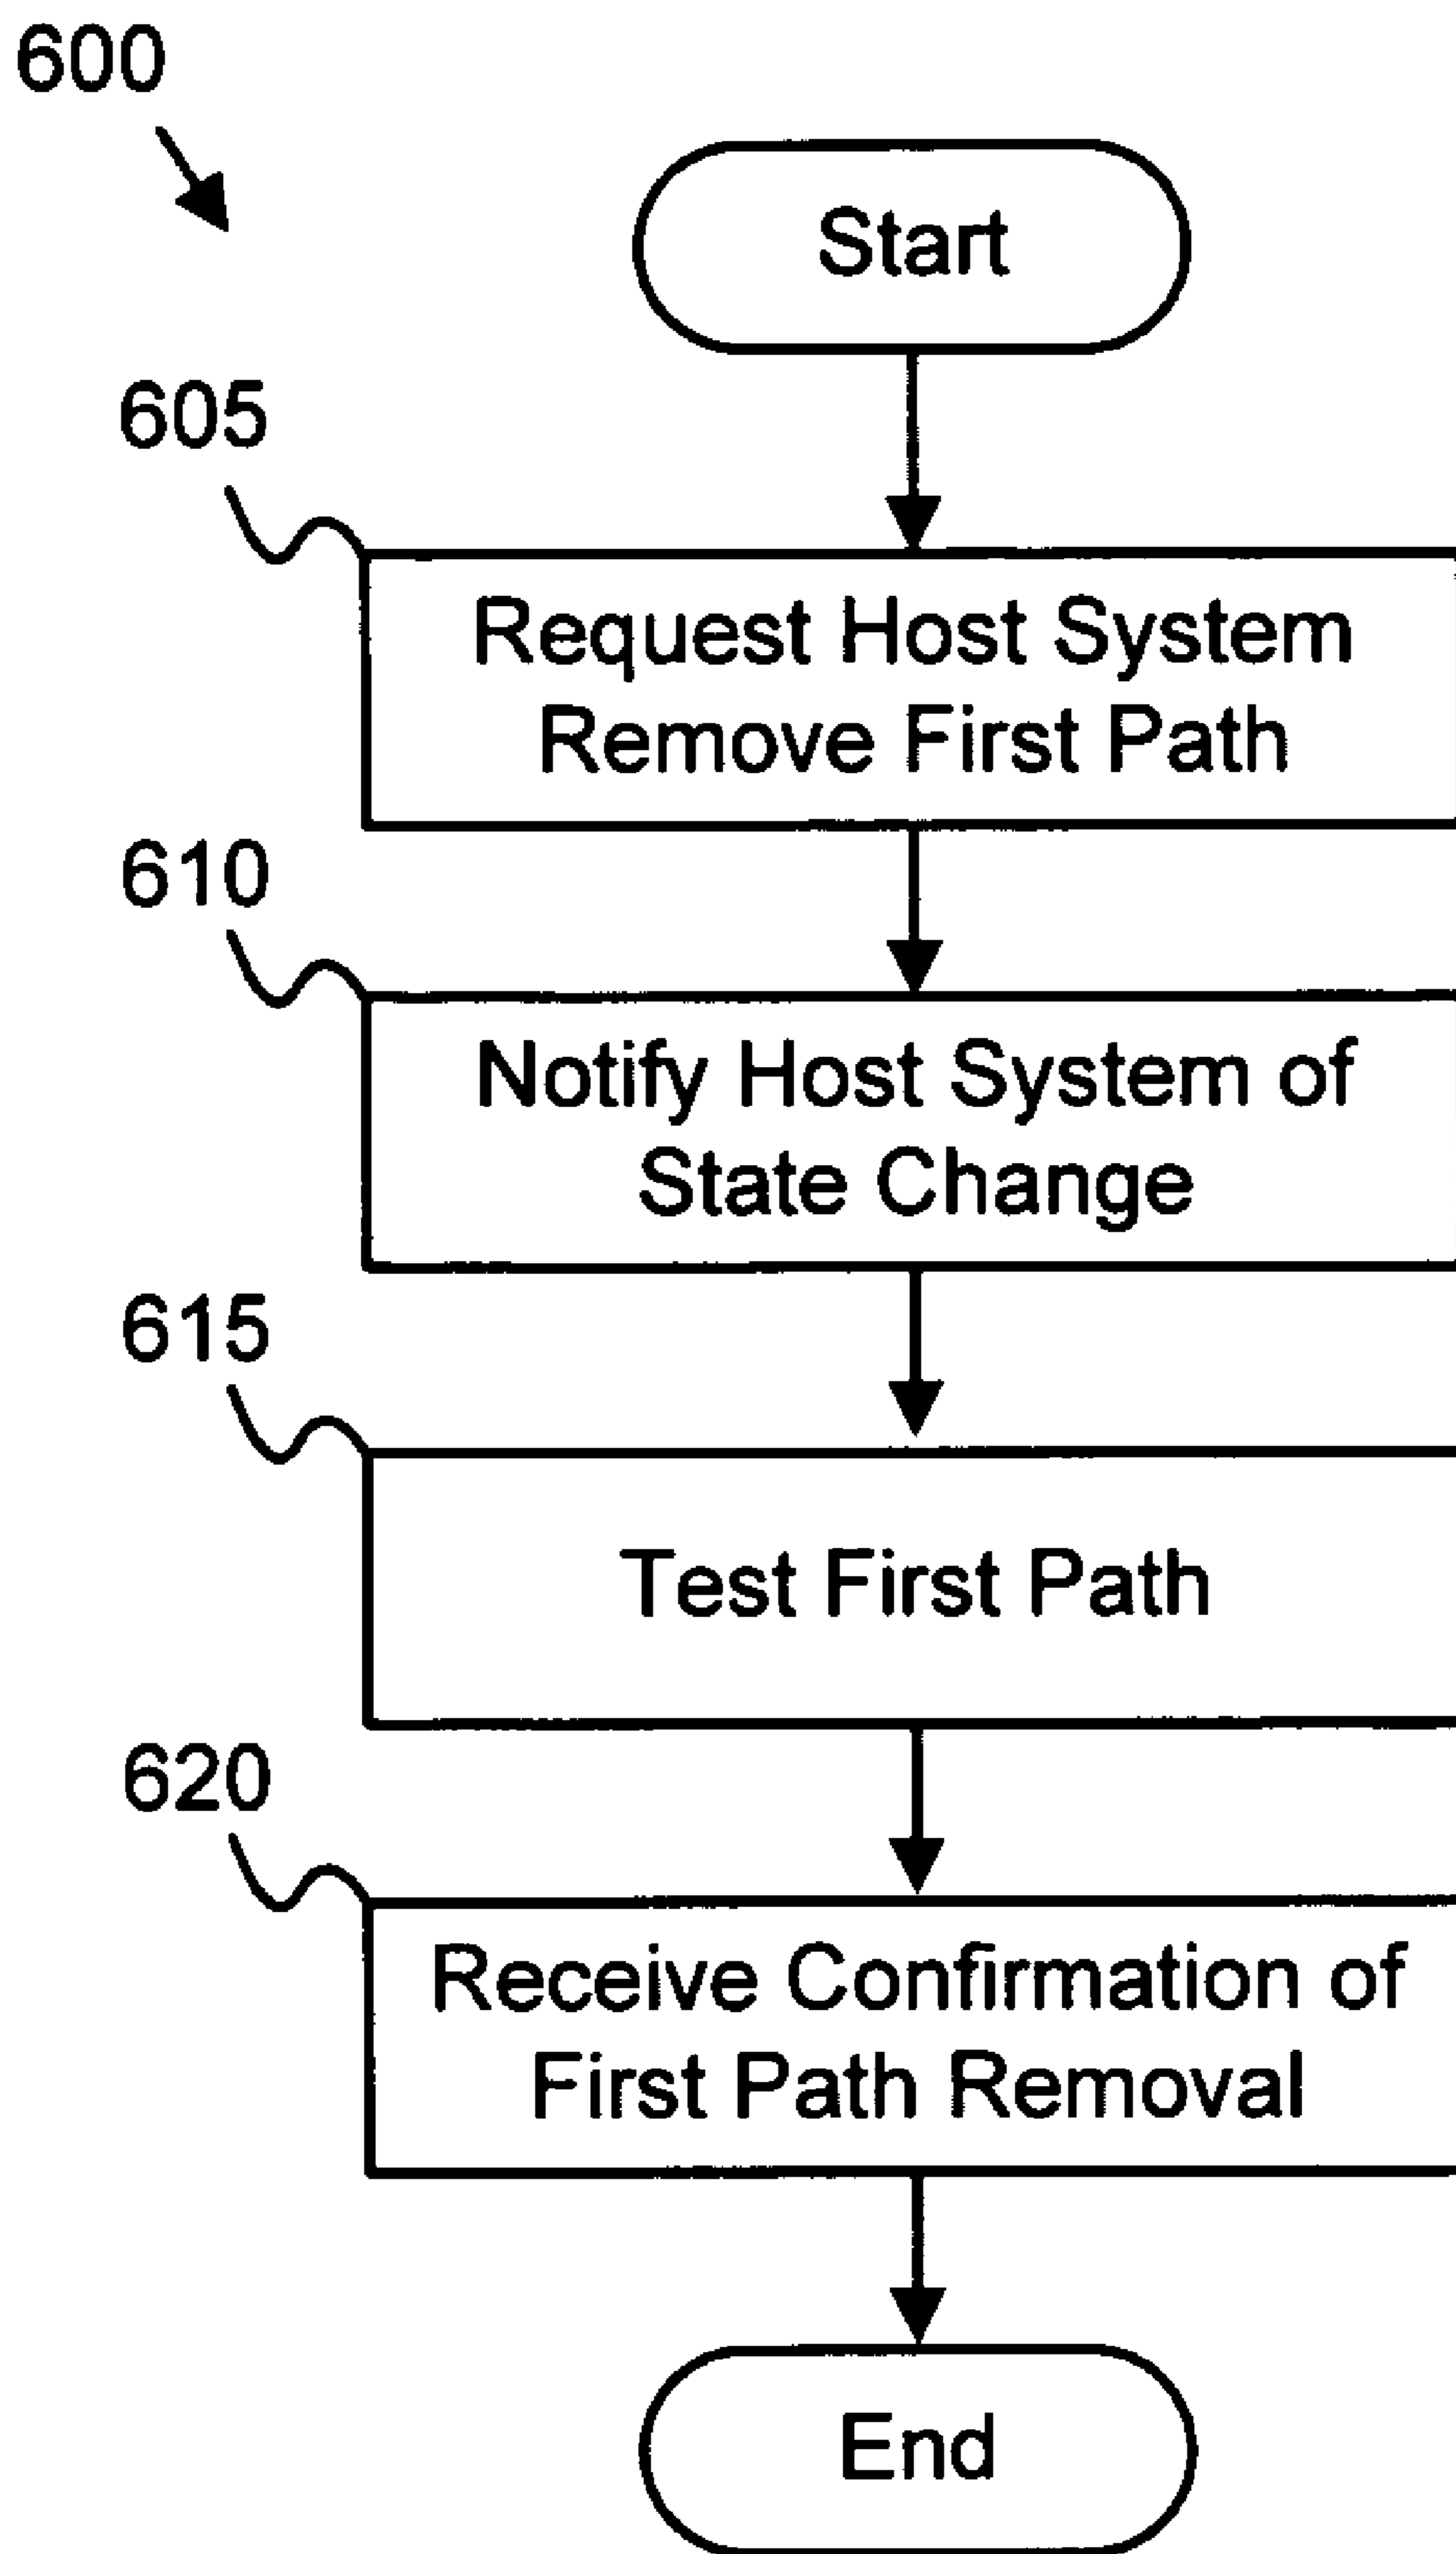 600
Start
605
Request Host System
Remove First Path
610
Notify Host System of
State Change
615
Test First Path
620
Receive Confirmation of
First Path Removal
End